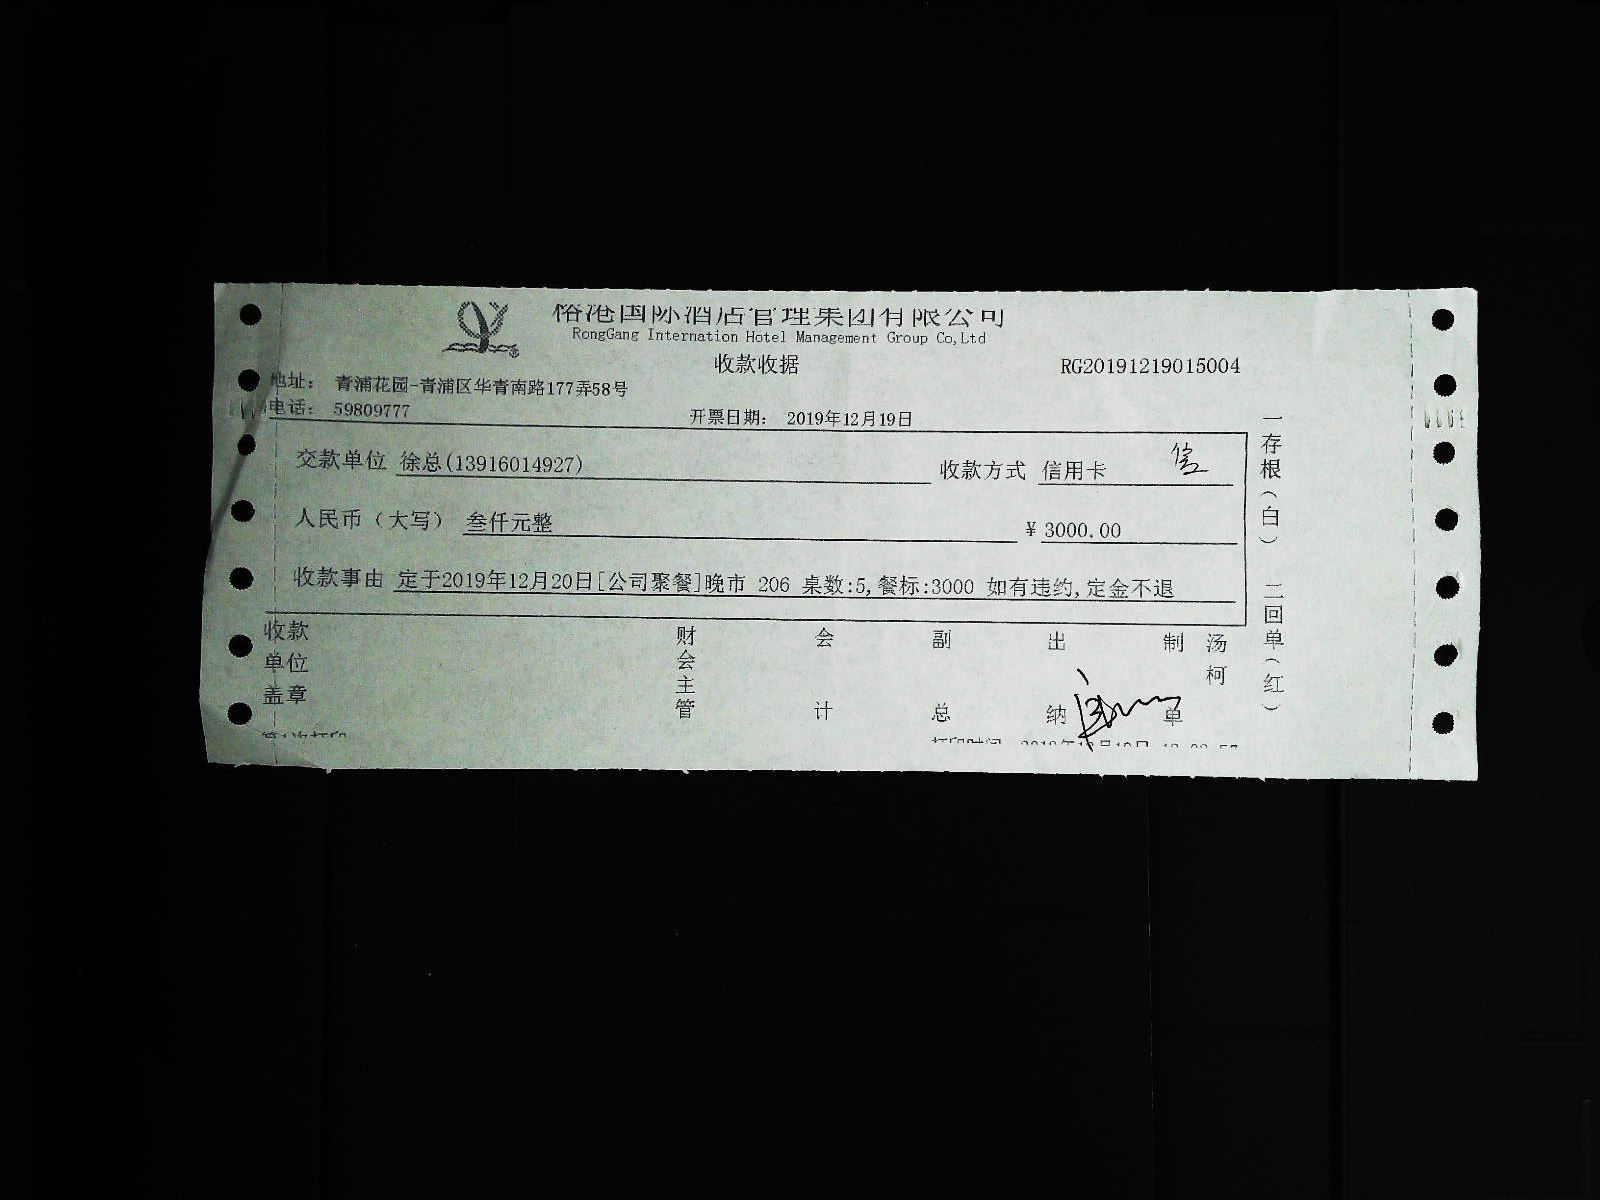 榕港国际酒店管理集团有限公司
RongGang Internation Hotel Management Group Co,Ltd
收款收据
RG20191219015004
地址: 青浦花园-青浦区华青南路177弄58号
电话: 59809777
开票日期: 2019年12月19日
交款单位 徐总(13916014927)
收款方式 信用卡
人民币（大写） 叁仟元整
¥3000.00
收款事由 定于2019年12月20日[公司聚餐]晚市 206 桌数:5,餐标:3000 如有违约,定金不退
收款单位盖章
财会主管
会计
副总
出纳
制单
汤柯
一存根（白） 二回单（红）